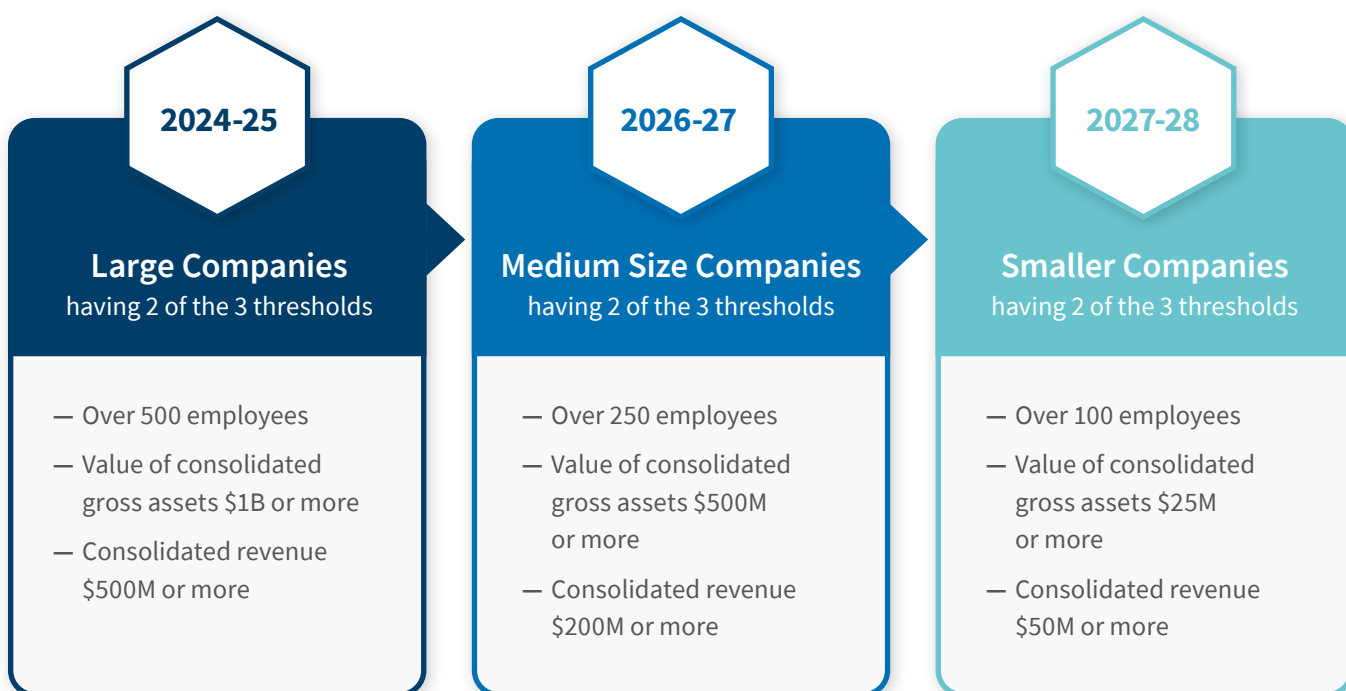 2024-25
Large Companies
having 2 of the 3 thresholds
— Over 500 employees
— Value of consolidated
gross assets $1B or more
— Consolidated revenue
$500M or more
2026-27
Medium Size Companies
having 2 of the 3 thresholds
— Over 250 employees
— Value of consolidated
gross assets $500M
or more
— Consolidated revenue
$200M or more
2027-28
Smaller Companies
having 2 of the 3 thresholds
— Over 100 employees
— Value of consolidated
gross assets $25M
or more
— Consolidated revenue
$50M or more